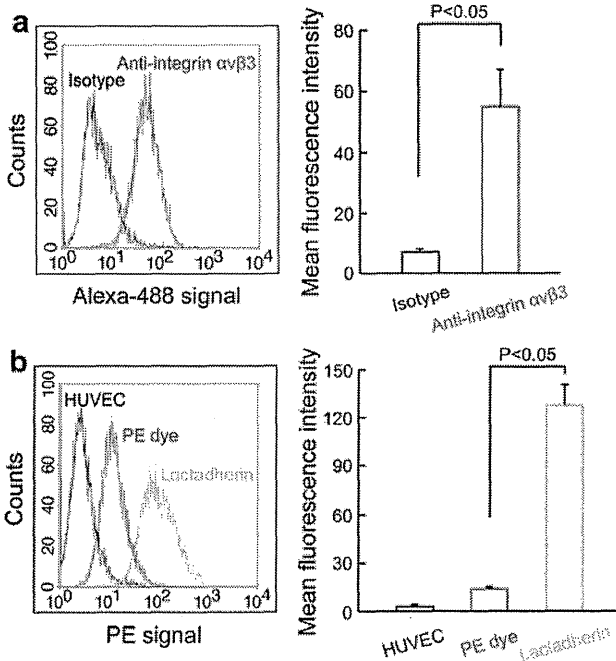 a
Isotype
Anti-integrin αvβ3
Counts
100
80
60
40
20
0
10⁰ 10¹ 10² 10³ 10⁴
Alexa-488 signal
P<0.05
Mean fluorescence intensity
80
60
40
20
0
Isotype
Anti-integrin αvβ3
b
HUVEC
PE dye
Lactadherin
Counts
100
80
60
40
20
0
10⁰ 10¹ 10² 10³ 10⁴
PE signal
P<0.05
Mean fluorescence intensity
150
120
90
60
30
0
HUVEC
PE dye
Lactadherin